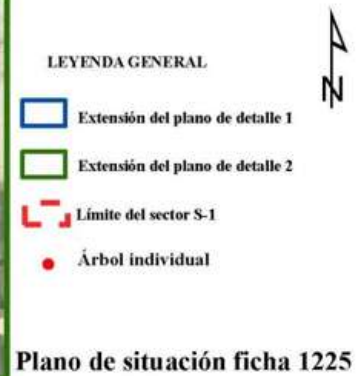 N
LEYENDA GENERAL
Extensión del plano de detalle 1
Extensión del plano de detalle 2
Límite del sector S-1
Árbol individual
Plano de situación ficha 1225